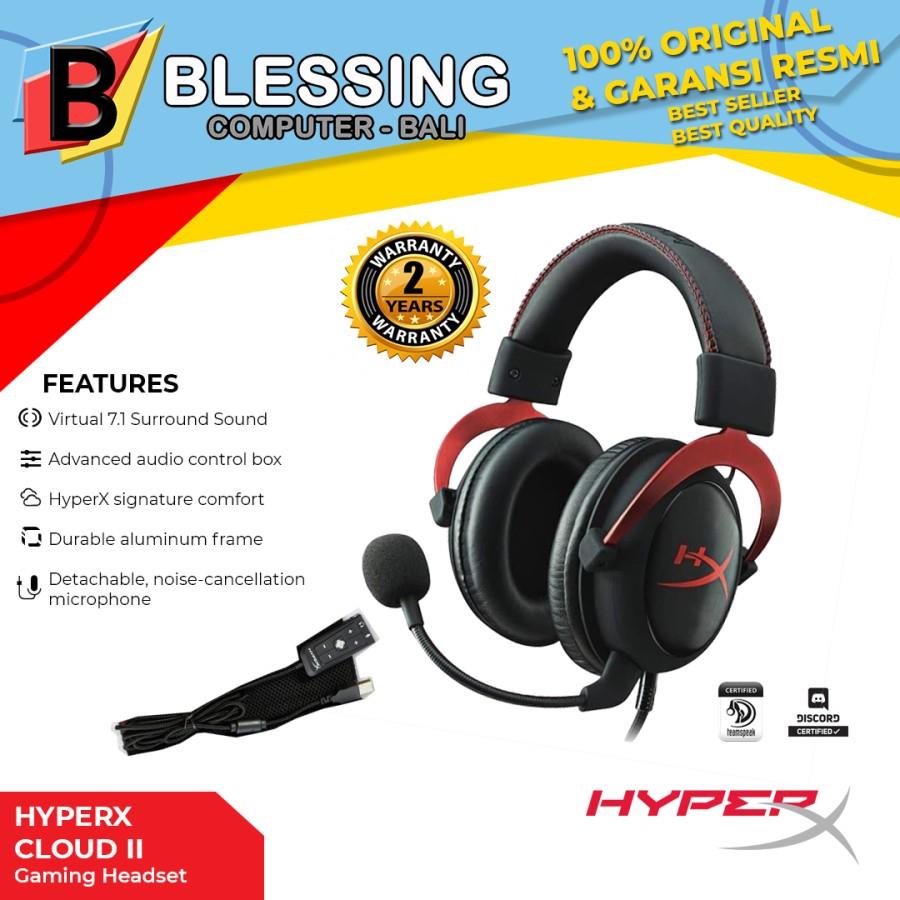 B
BLESSING
COMPUTER - BALI
100% ORIGINAL
& GARANSI RESMI
BEST SELLER
BEST QUALITY
WARRANTY
2
YEARS
WARRANTY
FEATURES
Virtual 7.1 Surround Sound
Advanced audio control box
HyperX signature comfort
Durable aluminum frame
Detachable, noise-cancellation
microphone
HX
CERTIFIED
teamspeak
DISCORD
CERTIFIED
HYPERX
HYPERX
CLOUD II
Gaming Headset